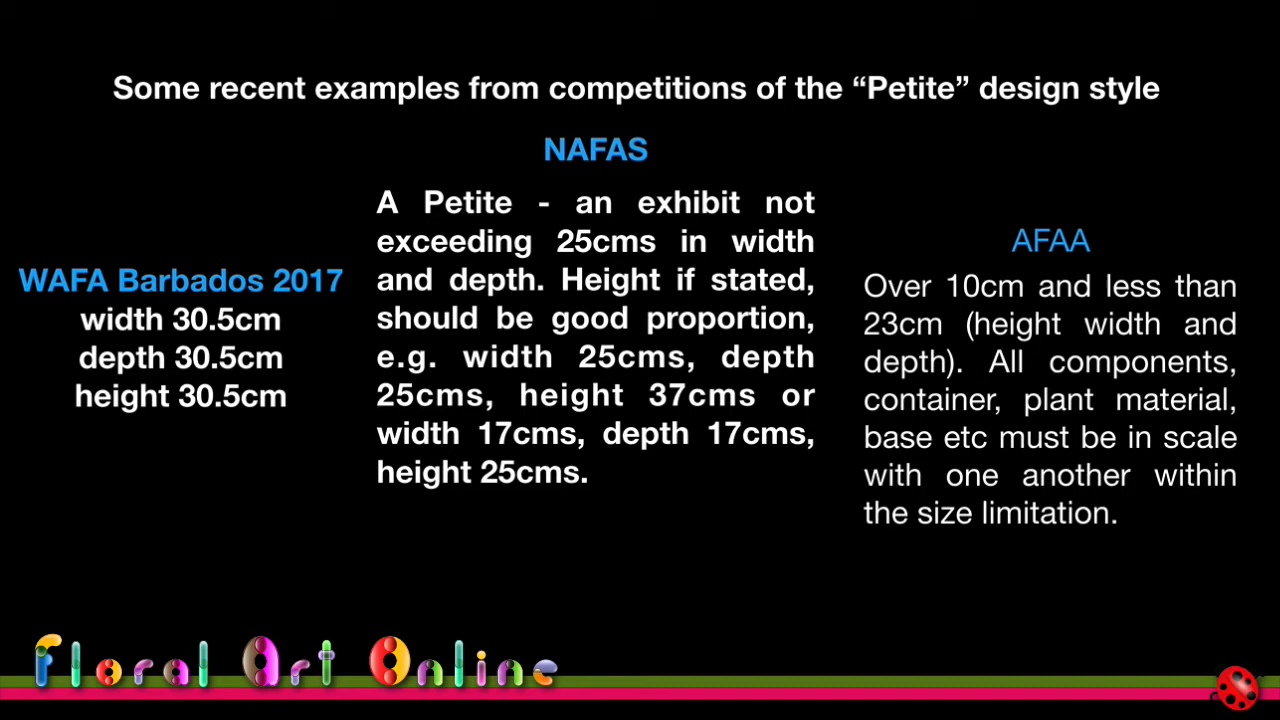 Some recent examples from competitions of the “Petite” design style
WAFA Barbados 2017
width 30.5cm
depth 30.5cm
height 30.5cm
NAFAS
A Petite - an exhibit not
exceeding 25cms in width
and depth. Height if stated,
should be good proportion,
e.g. width 25cms, depth
25cms, height 37cms or
width 17cms, depth 17cms,
height 25cms.
AFAA
Over 10cm and less than
23cm (height width and
depth). All components,
container, plant material,
base etc must be in scale
with one another within
the size limitation.
Floral Art Online